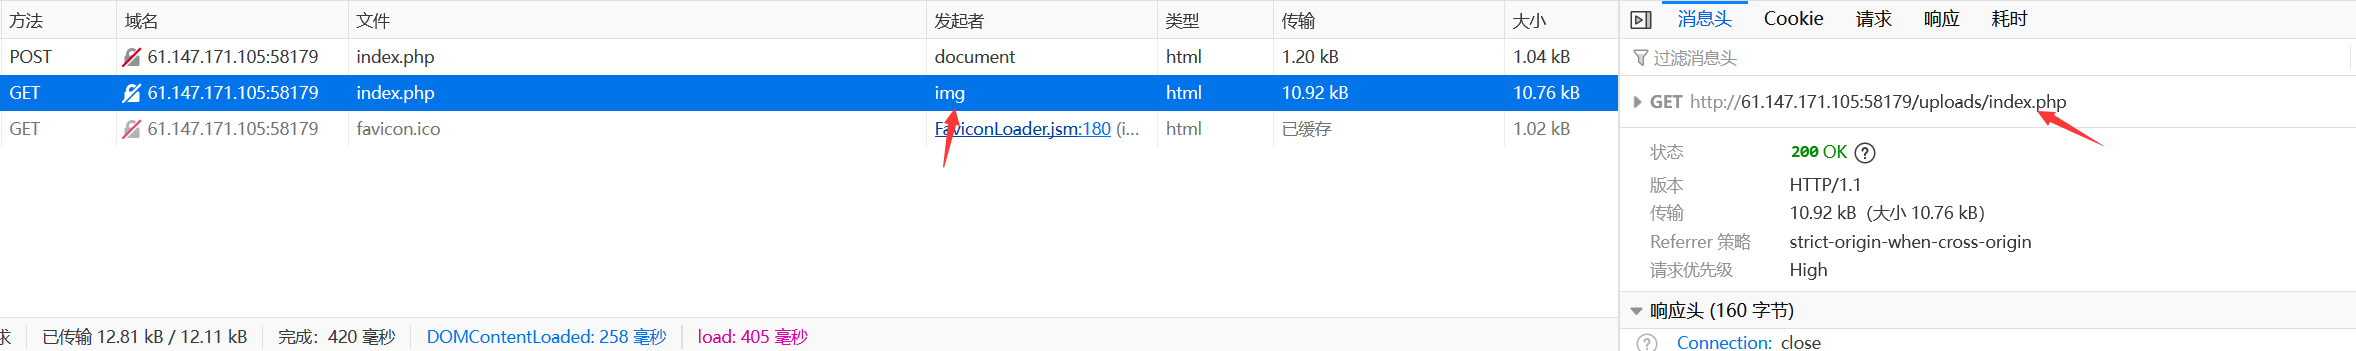 方法 域名 文件 发起者 类型 传输 大小
POST 61.147.171.105:58179 index.php document html 1.20 kB 1.04 kB
GET 61.147.171.105:58179 index.php img html 10.92 kB 10.76 kB
GET 61.147.171.105:58179 favicon.ico FaviconLoader.jsm:180 (i... html 已缓存 1.02 kB
求 已传输 12.81 kB / 12.11 kB 完成：420 毫秒 DOMContentLoaded: 258 毫秒 load: 405 毫秒
消息头 Cookie 请求 响应 耗时
过滤消息头
GET http://61.147.171.105:58179/uploads/index.php
状态 200 OK ?
版本 HTTP/1.1
传输 10.92 kB（大小 10.76 kB）
Referrer 策略 strict-origin-when-cross-origin
请求优先级 High
响应头 (160 字节)
? Connection: close